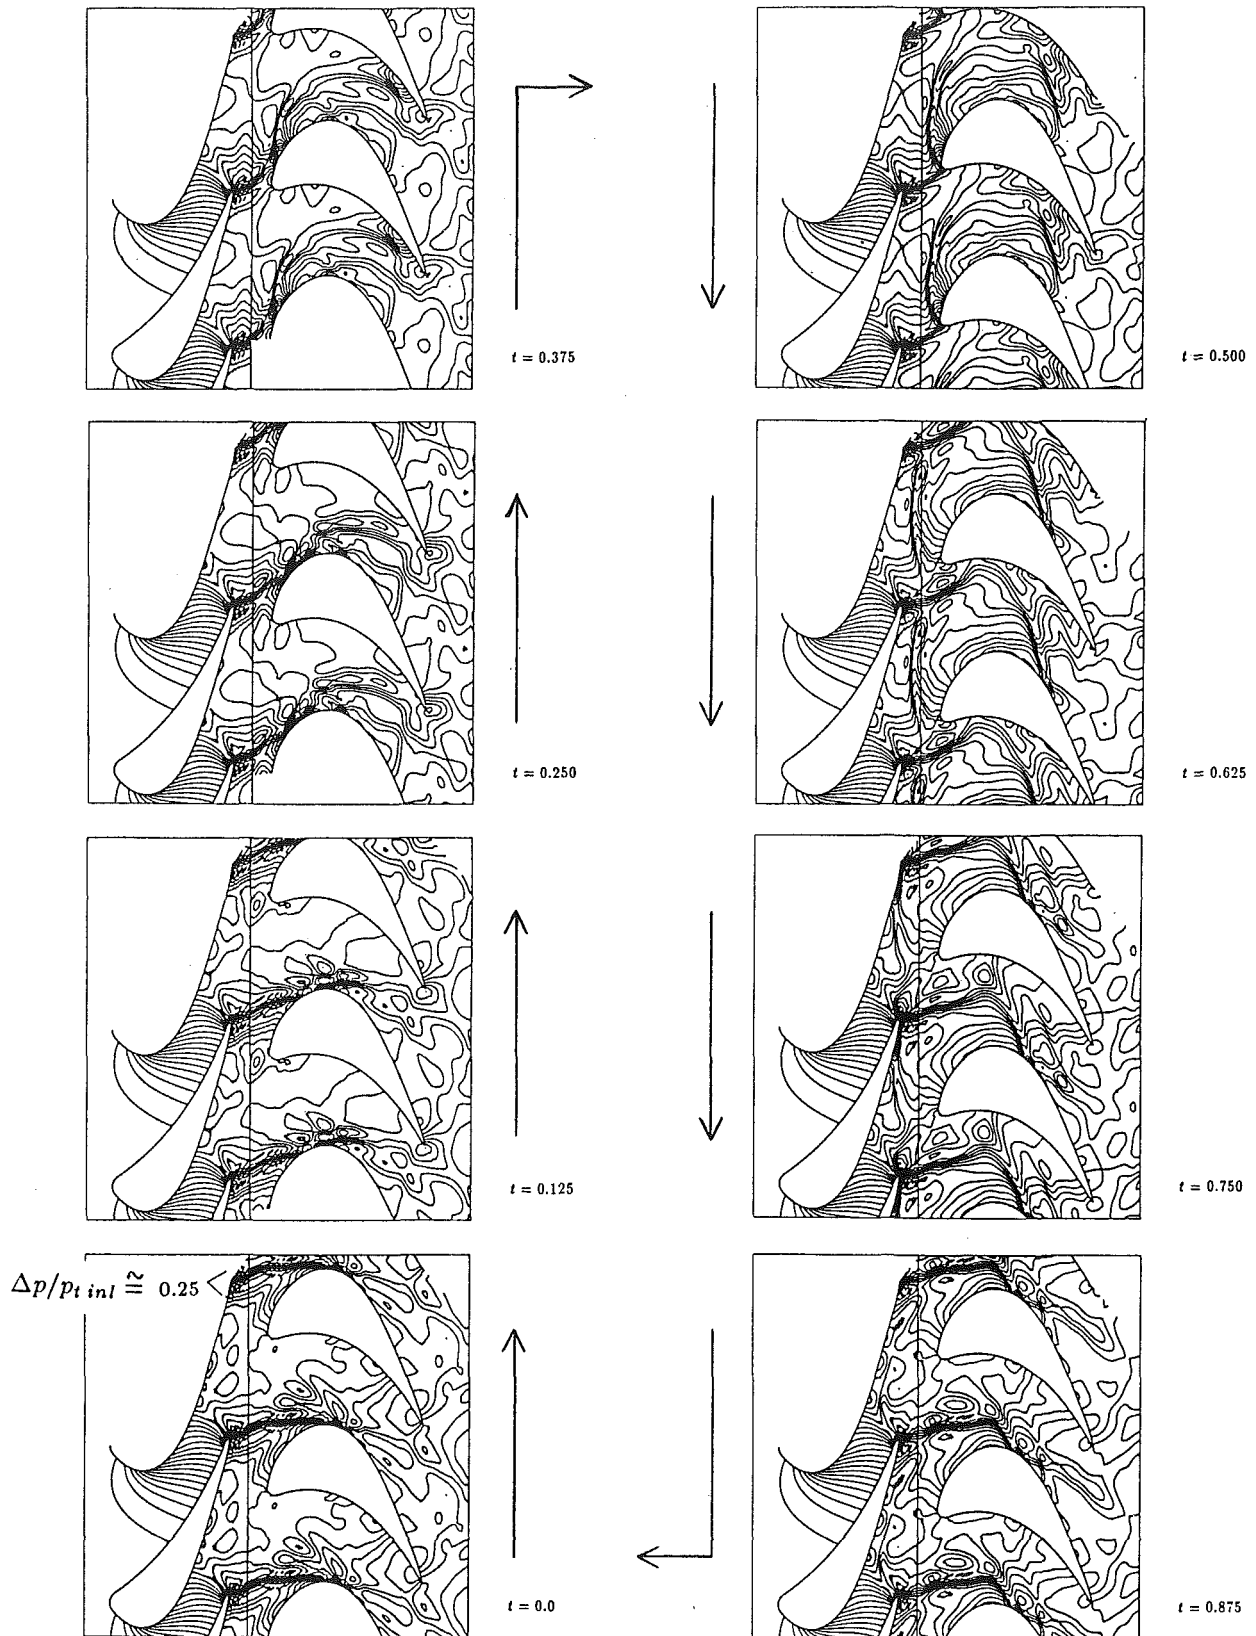 t = 0.375
t = 0.500
t = 0.250
t = 0.625
t = 0.125
t = 0.750
Δp/p_{t inl} ≅ 0.25
t = 0.0
t = 0.875